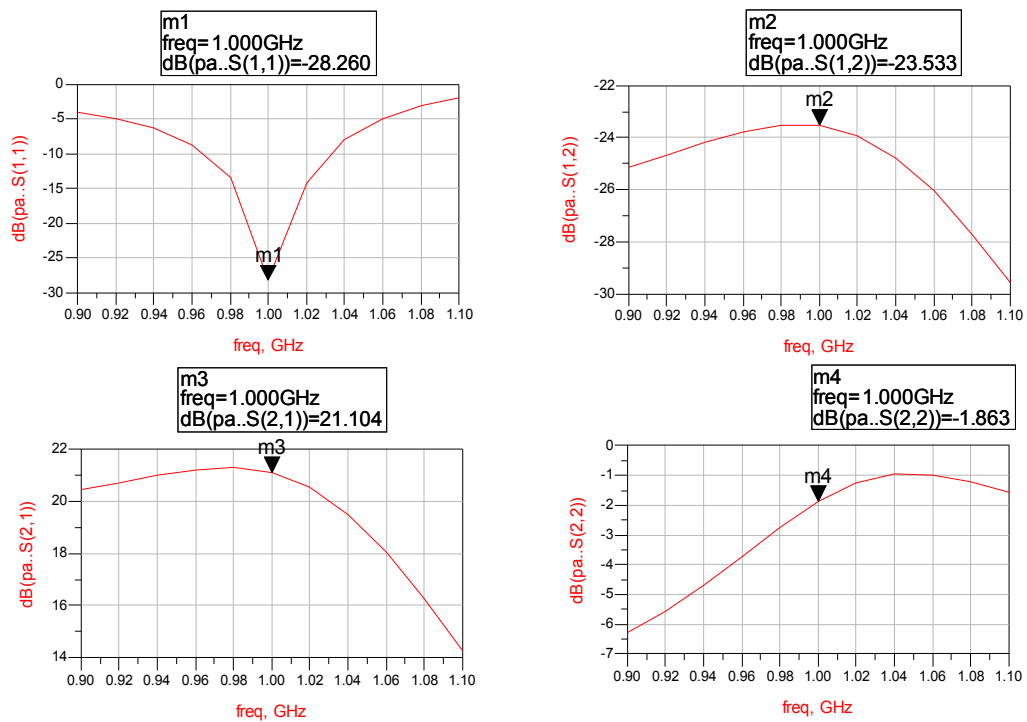 m1
freq=1.000GHz
dB(pa..S(1,1))=-28.260
0
-5
-10
-15
-20
-25
-30
dB(pa..S(1,1))
m1
0.90 0.92 0.94 0.96 0.98 1.00 1.02 1.04 1.06 1.08 1.10
freq, GHz
m2
freq=1.000GHz
dB(pa..S(1,2))=-23.533
-22
-24
-26
-28
-30
dB(pa..S(1,2))
m2
0.90 0.92 0.94 0.96 0.98 1.00 1.02 1.04 1.06 1.08 1.10
freq, GHz
m3
freq=1.000GHz
dB(pa..S(2,1))=21.104
22
20
18
16
14
dB(pa..S(2,1))
m3
0.90 0.92 0.94 0.96 0.98 1.00 1.02 1.04 1.06 1.08 1.10
freq, GHz
m4
freq=1.000GHz
dB(pa..S(2,2))=-1.863
0
-1
-2
-3
-4
-5
-6
-7
dB(pa..S(2,2))
m4
0.90 0.92 0.94 0.96 0.98 1.00 1.02 1.04 1.06 1.08 1.10
freq, GHz